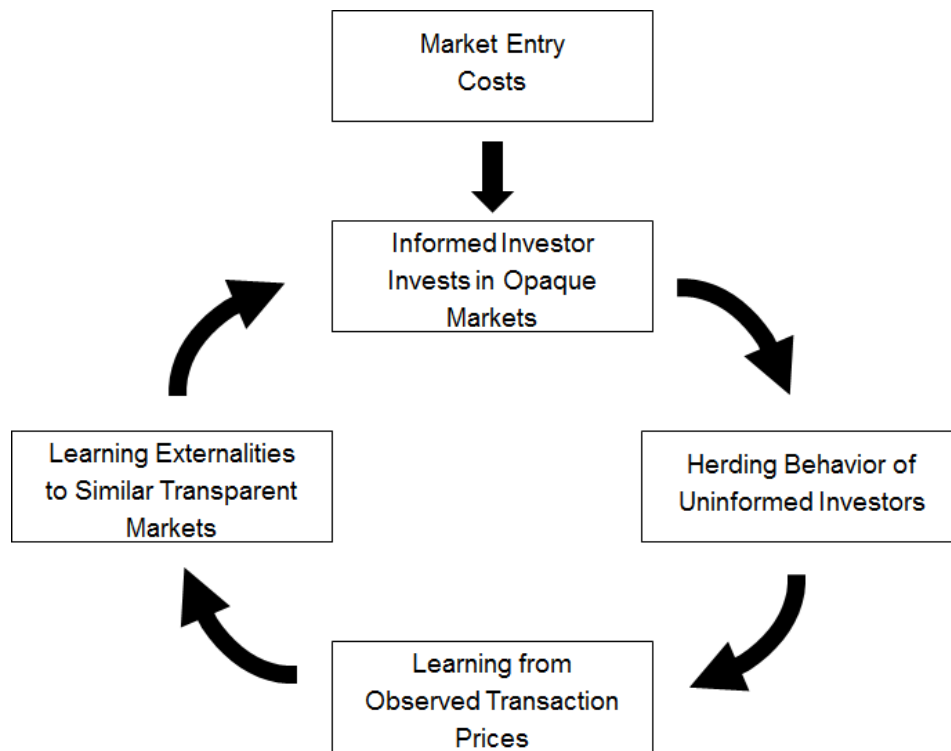 Market Entry
Costs
Informed Investor
Invests in Opaque
Markets
Learning Externalities
to Similar Transparent
Markets
Herding Behavior of
Uninformed Investors
Learning from
Observed Transaction
Prices